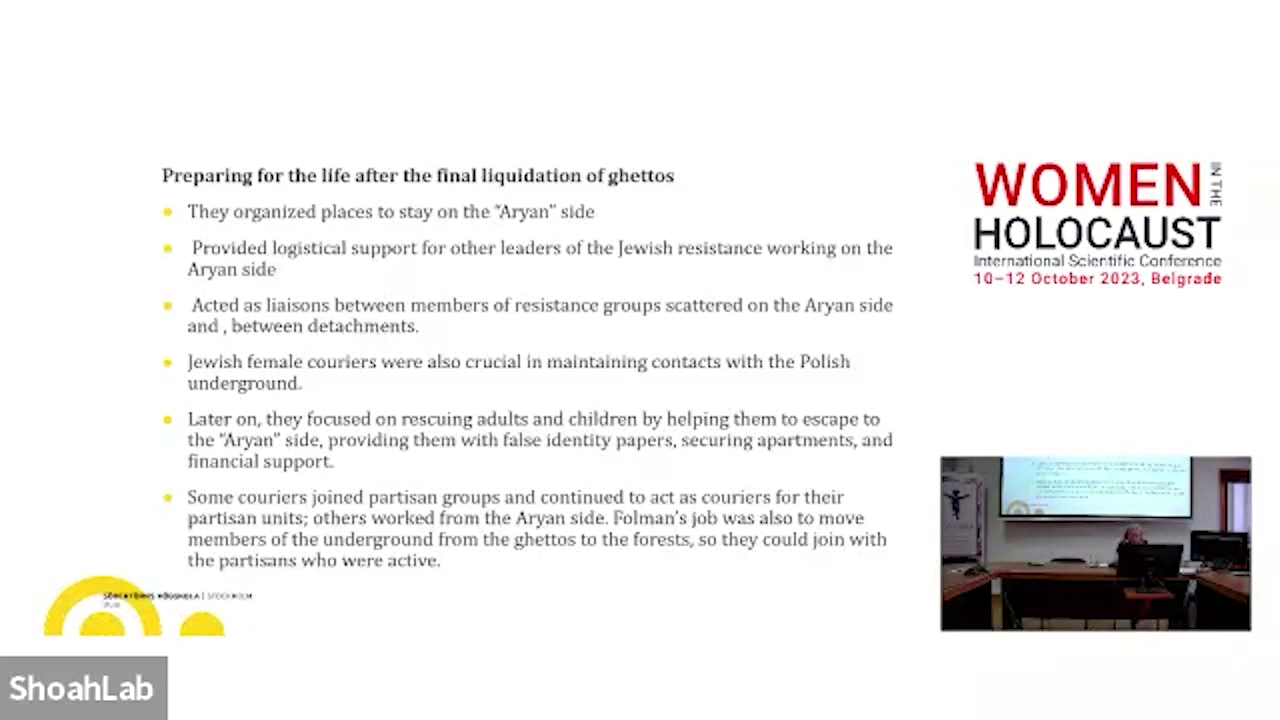 Preparing for the life after the final liquidation of ghettos
They organized places to stay on the “Aryan” side
Provided logistical support for other leaders of the Jewish resistance working on the
Aryan side
Acted as liaisons between members of resistance groups scattered on the Aryan side
and , between detachments.
Jewish female couriers were also crucial in maintaining contacts with the Polish
underground.
Later on, they focused on rescuing adults and children by helping them to escape to
the “Aryan” side, providing them with false identity papers, securing apartments, and
financial support.
Some couriers joined partisan groups and continued to act as couriers for their
partisan units; others worked from the Aryan side. Folman’s job was also to move
members of the underground from the ghettos to the forests, so they could join with
the partisans who were active.
WOMEN IN THE
HOLOCAUST
International Scientific Conference
10–12 October 2023, Belgrade
SÖDERTÖRNS HÖGSKOLA | STOCKHOLM
ShoahLab